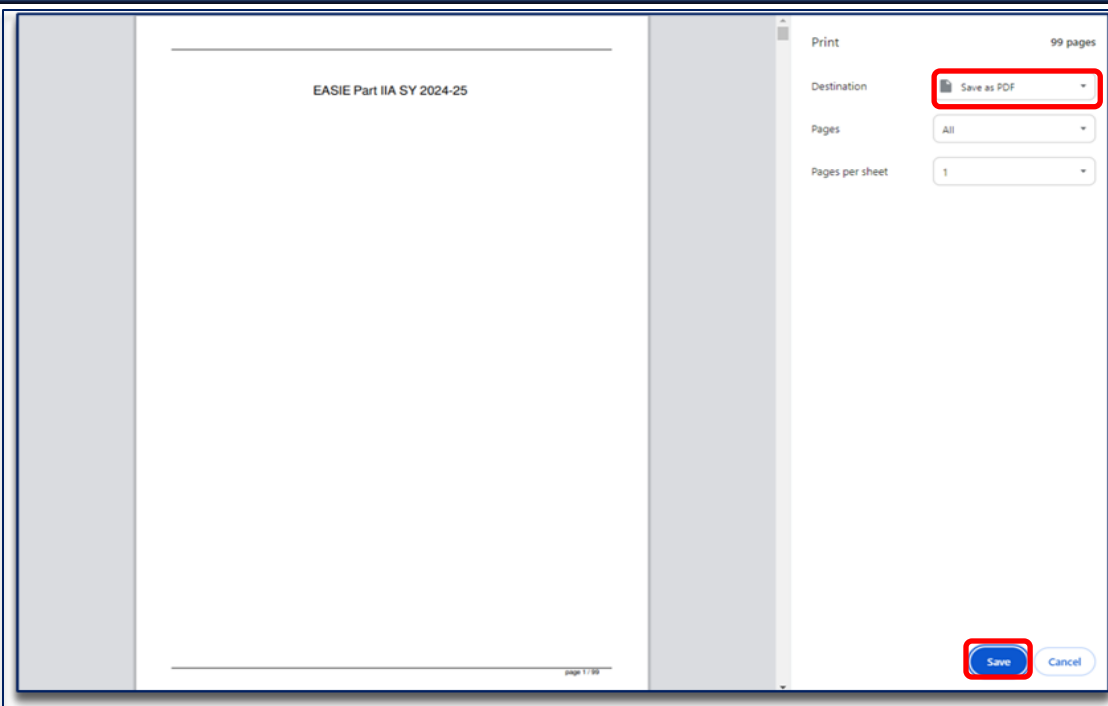 EASIE Part IIA SY 2024-25
page 1 / 99
Print 99 pages
Destination Save as PDF
Pages All
Pages per sheet 1
Save Cancel